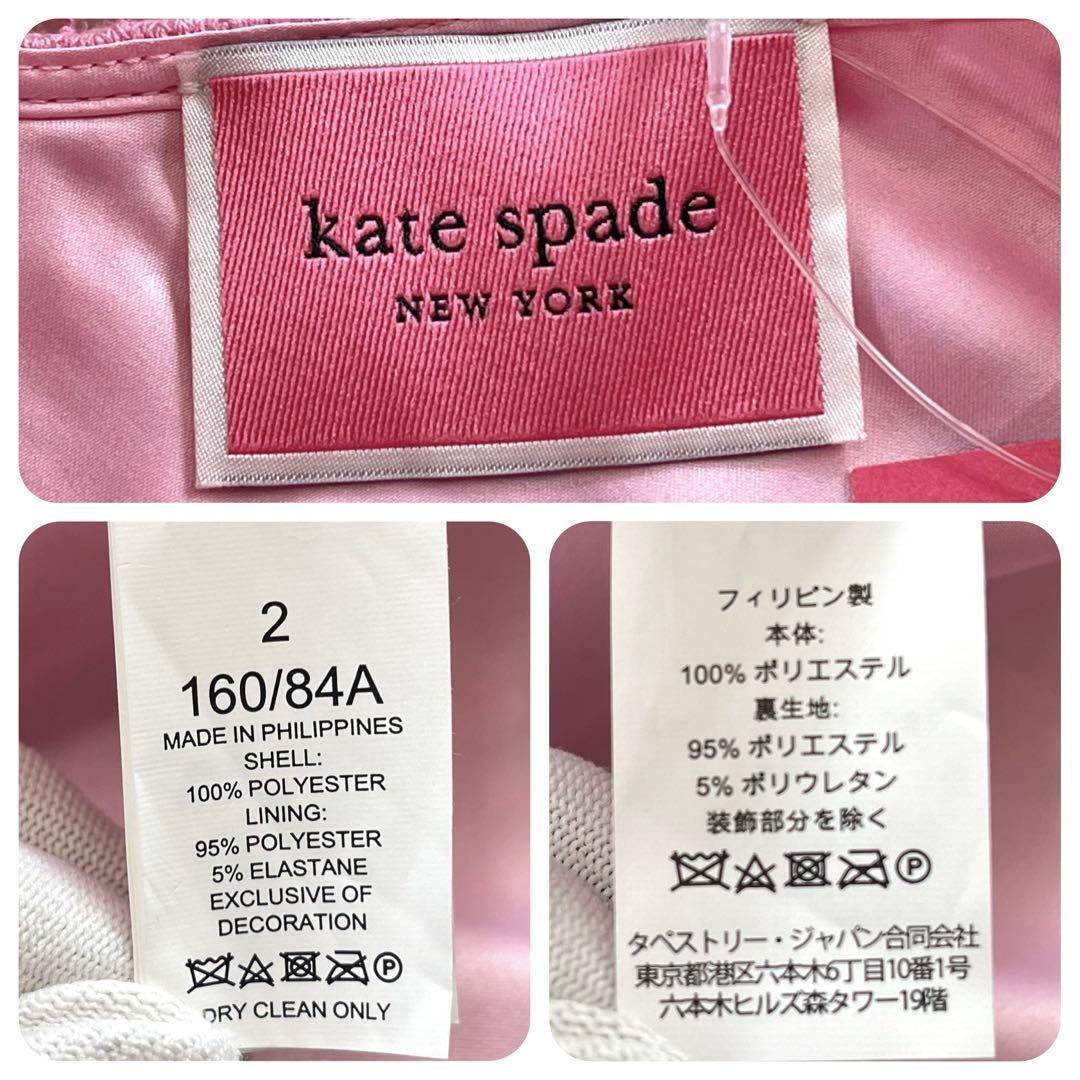 kate spade
NEW YORK
2
160/84A
MADE IN PHILIPPINES
SHELL:
100% POLYESTER
LINING:
95% POLYESTER
5% ELASTANE
EXCLUSIVE OF
DECORATION
P
DRY CLEAN ONLY
フィリピン製
本体:
100% ポリエステル
裏生地:
95% ポリエステル
5% ポリウレタン
装飾部分を除く
P
タペストリー・ジャパン合同会社
東京都港区六本木6丁目10番1号
六本木ヒルズ森タワー19階